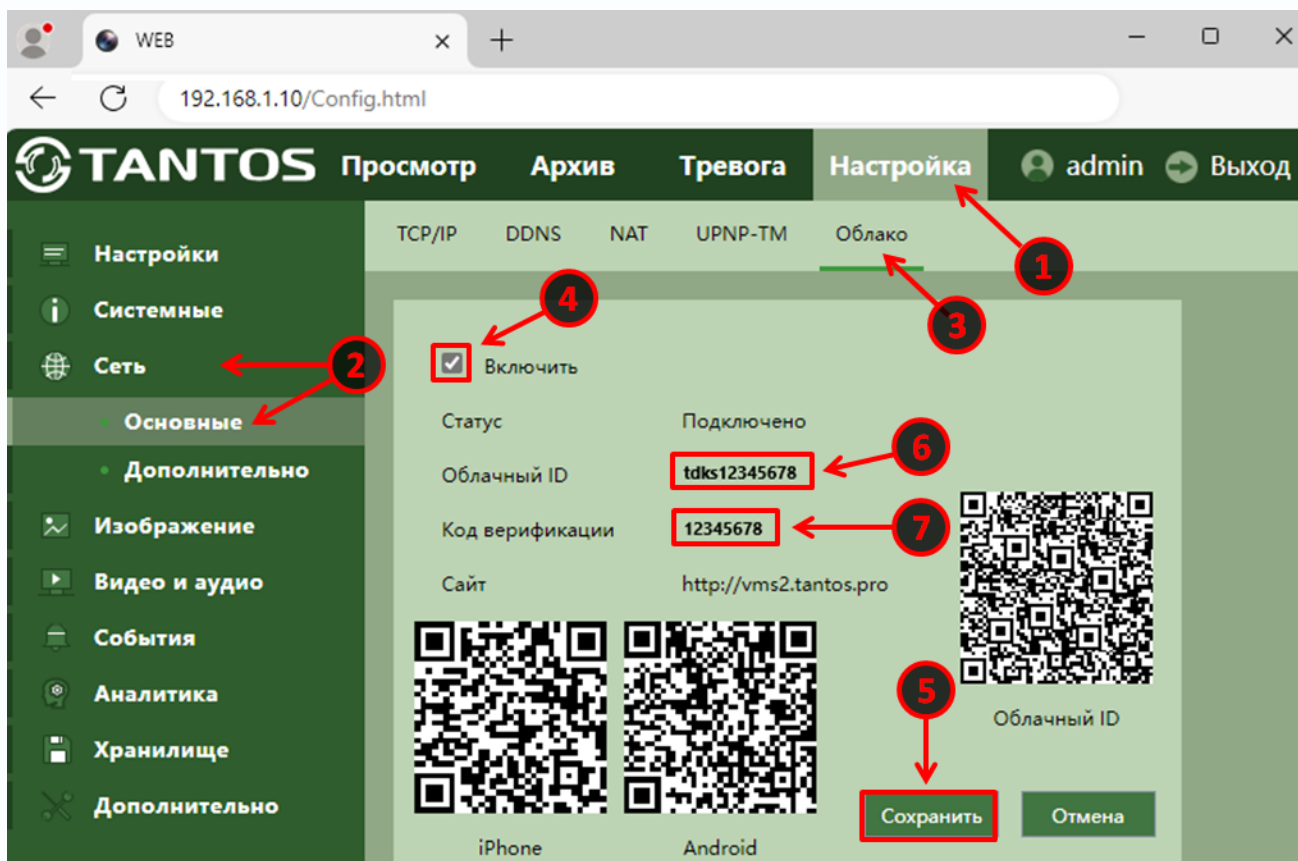 WEB
192.168.1.10/Config.html
TANTOS Просмотр Архив Тревога Настройка admin Выход
TCP/IP DDNS NAT UPNP-TM Облако
1
3
Настройки
Системные
Сеть
2
Основные
Дополнительно
Изображение
Видео и аудио
События
Аналитика
Хранилище
Дополнительно
4
Включить
Статус Подключено
6
Облачный ID tdks12345678
Код верификации 12345678
7
Сайт http://vms2.tantos.pro
5
Облачный ID
Сохранить Отмена
iPhone Android